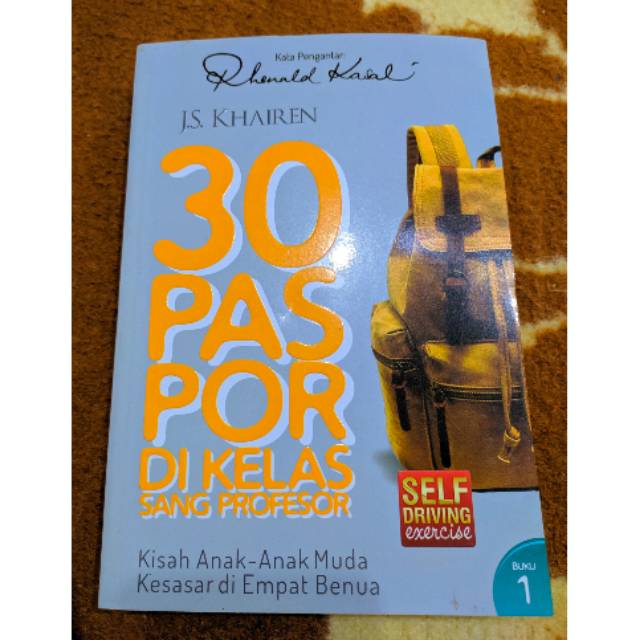 Kata Pengantar:
Rhenald Kasali
J.S. KHAIREN
30
PAS
POR
DI KELAS
SANG PROFESOR
SELF
DRIVING
exercise
Kisah Anak-Anak Muda
Kesasar di Empat Benua
BUKU
1